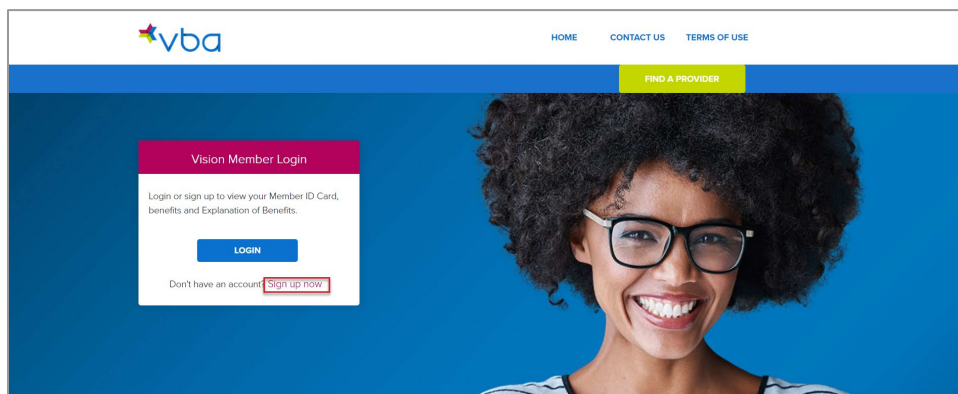 vba
HOME CONTACT US TERMS OF USE
FIND A PROVIDER
Vision Member Login
Login or sign up to view your Member ID Card,
benefits and Explanation of Benefits.
LOGIN
Don't have an account? Sign up now